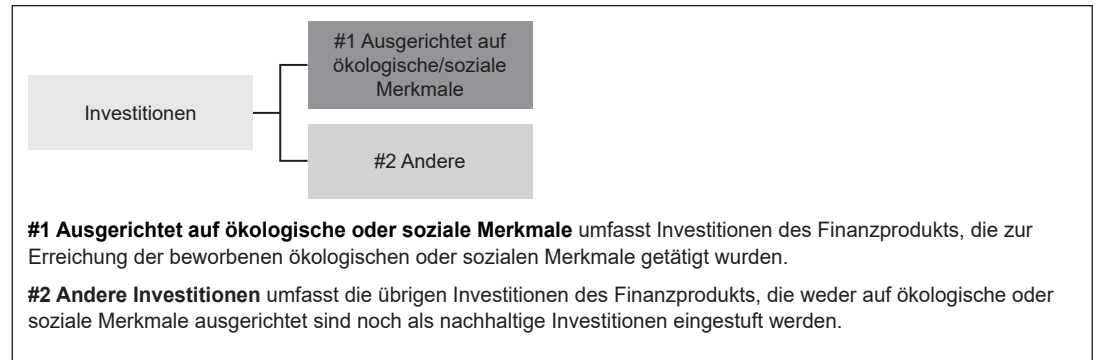 #1 Ausgerichtet auf
ökologische/soziale
Merkmale
Investitionen
#2 Andere
#1 Ausgerichtet auf ökologische oder soziale Merkmale umfasst Investitionen des Finanzprodukts, die zur
Erreichung der beworbenen ökologischen oder sozialen Merkmale getätigt wurden.
#2 Andere Investitionen umfasst die übrigen Investitionen des Finanzprodukts, die weder auf ökologische oder
soziale Merkmale ausgerichtet sind noch als nachhaltige Investitionen eingestuft werden.